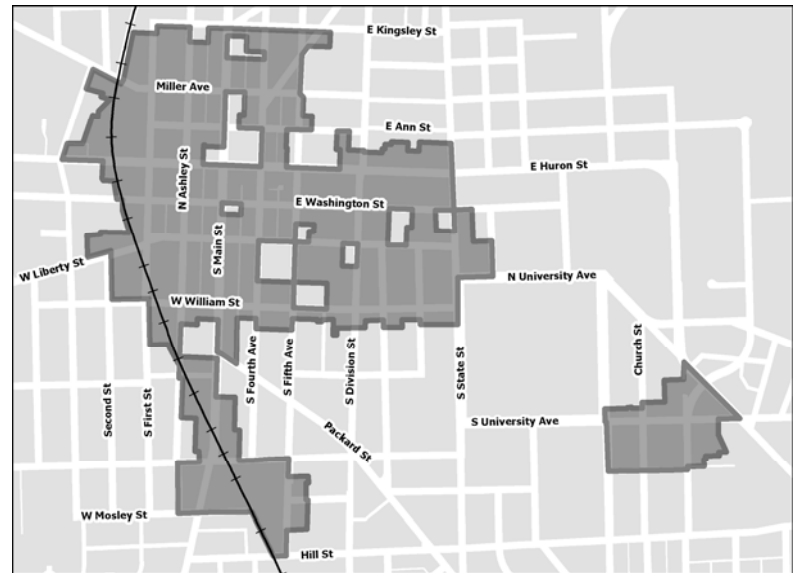 E Kingsley St
Miller Ave
E Ann St
E Huron St
N Ashley St
E Washington St
S Main St
W Liberty St
N University Ave
W William St
Second St
S First St
S Fourth Ave
S Fifth Ave
S Division St
S State St
Church St
Packard St
S University Ave
W Mosley St
Hill St